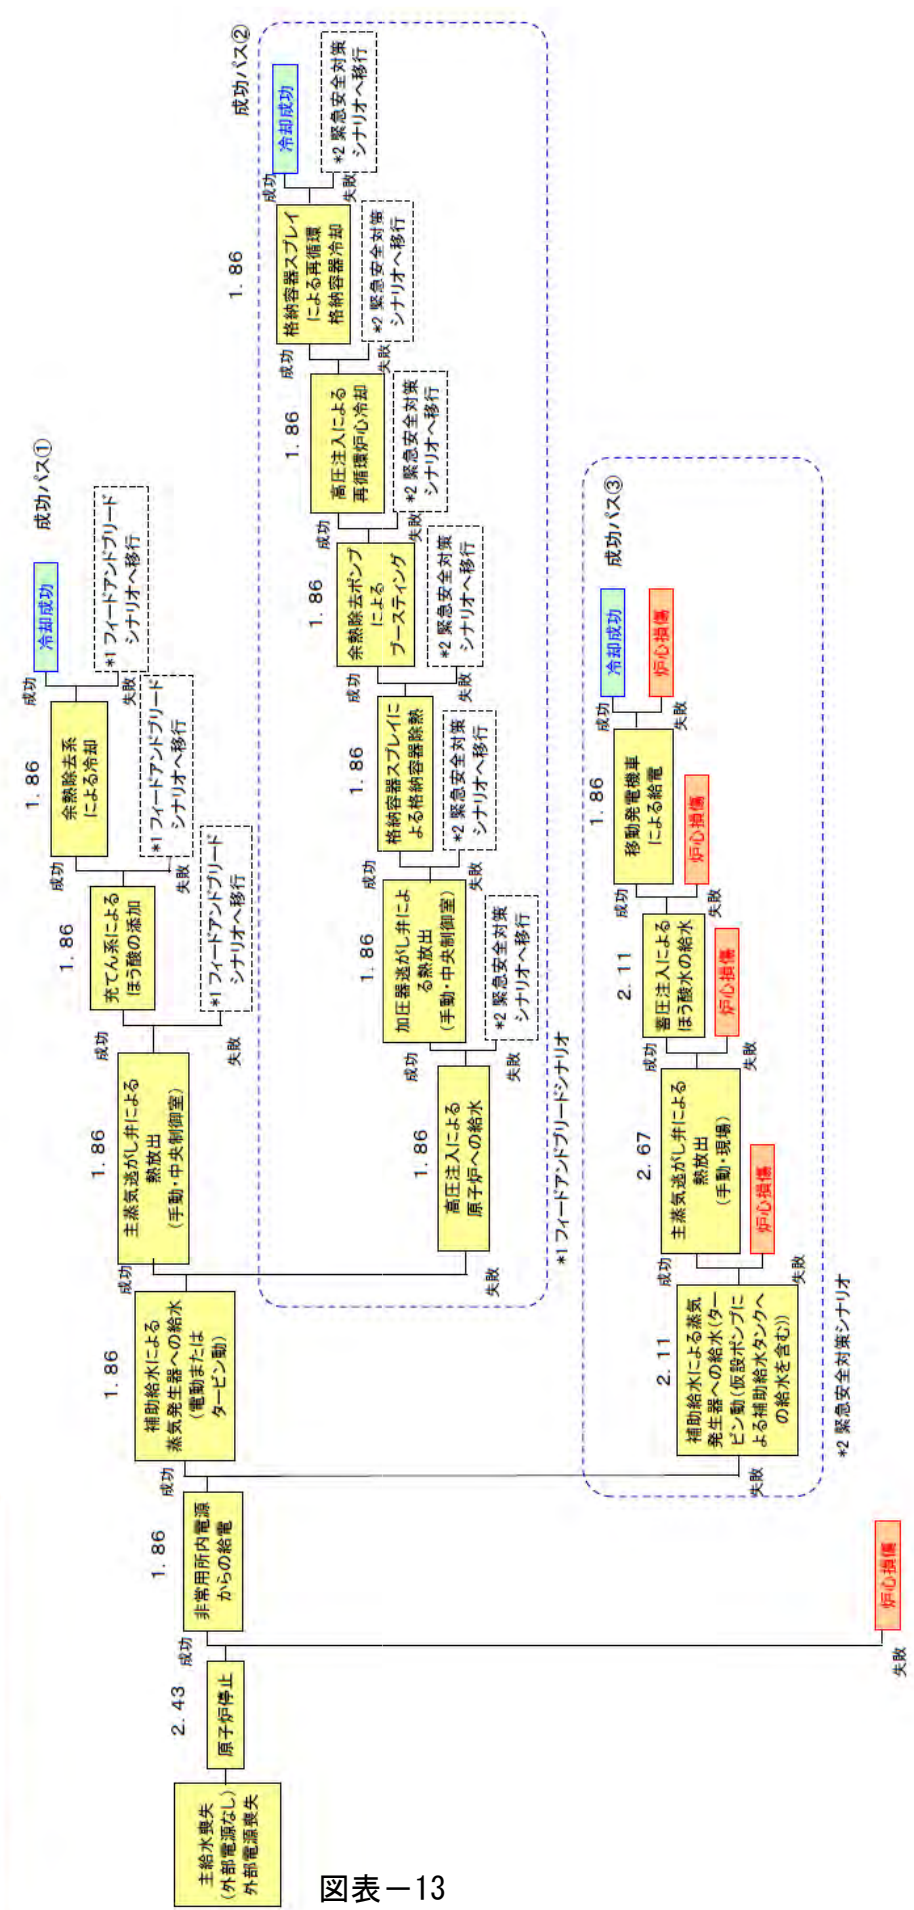 主給水喪失
(外部電源なし)
外部電源喪失
2. 43
原子炉停止
成功
失敗
炉心損傷
1. 86
非常用所内電源
からの給電
成功
失敗
1. 86
補助給水による
蒸気発生器への給水
(電動または
タービン動)
成功
失敗
1. 86
主蒸気逃がし弁による
熱放出
(手動・中央制御室)
成功
失敗
*1 フィードアンドブリード
シナリオへ移行
1. 86
充てん系による
ほう酸の添加
成功
失敗
*1 フィードアンドブリード
シナリオへ移行
1. 86
余熱除去系
による冷却
成功
失敗
*1 フィードアンドブリード
シナリオへ移行
冷却成功
成功パス①
1. 86
高圧注入による
原子炉への給水
成功
失敗
*2 緊急安全対策
シナリオへ移行
1. 86
加圧器逃がし弁によ
る熱放出
(手動・中央制御室)
成功
失敗
*2 緊急安全対策
シナリオへ移行
1. 86
格納容器スプレイに
よる格納容器除熱
成功
失敗
*2 緊急安全対策
シナリオへ移行
1. 86
余熱除去ポンプ
による
ブースティング
成功
失敗
*2 緊急安全対策
シナリオへ移行
1. 86
高圧注入による
再循環炉心冷却
成功
失敗
*2 緊急安全対策
シナリオへ移行
1. 86
格納容器スプレイ
による再循環
格納容器冷却
成功
失敗
*2 緊急安全対策
シナリオへ移行
冷却成功
成功パス②
*1 フィードアンドブリードシナリオ
2. 11
補助給水による蒸気
発生器への給水(ター
ビン動(仮設ポンプに
よる補助給水タンクへ
の給水を含む))
成功
失敗
炉心損傷
2. 67
主蒸気逃がし弁による
熱放出
(手動・現場)
成功
失敗
炉心損傷
2. 11
蓄圧注入による
ほう酸水の給水
成功
失敗
炉心損傷
1. 86
移動発電機車
による給電
成功
失敗
炉心損傷
冷却成功
成功パス③
*2 緊急安全対策シナリオ
図表－13